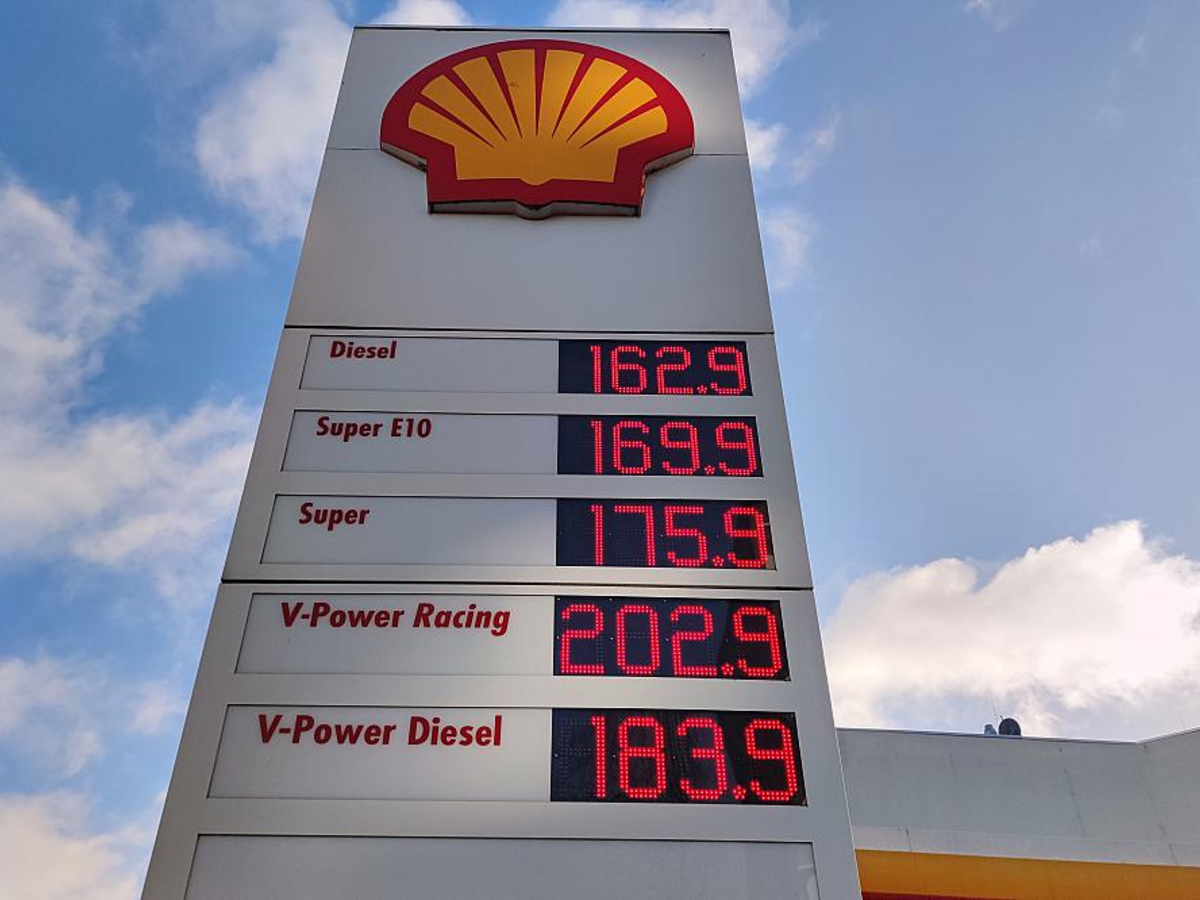 Diesel 162.9
Super E10 169.9
Super 175.9
V-Power Racing 202.9
V-Power Diesel 183.9